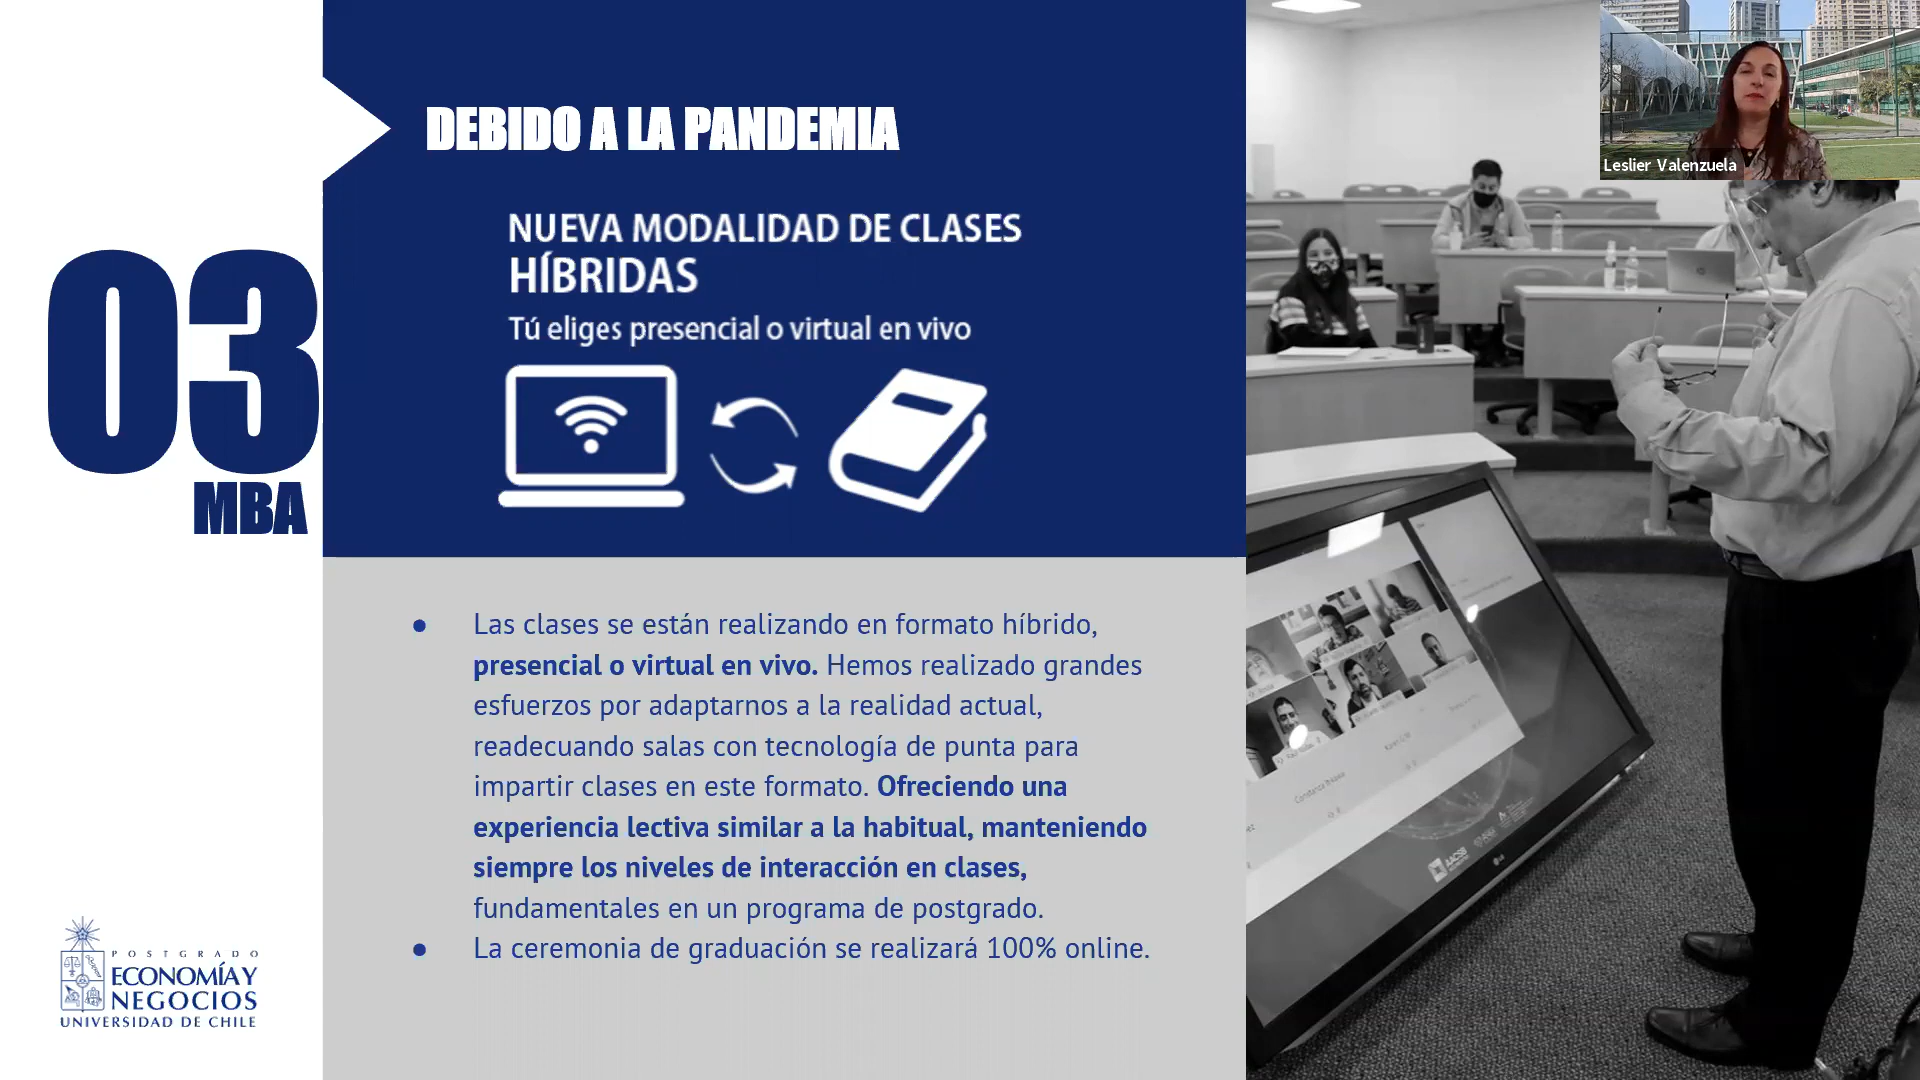 DEBIDO A LA PANDEMIA
NUEVA MODALIDAD DE CLASES
HÍBRIDAS
Tú eliges presencial o virtual en vivo
03
MBA
● Las clases se están realizando en formato híbrido,
presencial o virtual en vivo. Hemos realizado grandes
esfuerzos por adaptarnos a la realidad actual,
readecuando salas con tecnología de punta para
impartir clases en este formato. Ofreciendo una
experiencia lectiva similar a la habitual, manteniendo
siempre los niveles de interacción en clases,
fundamentales en un programa de postgrado.
● La ceremonia de graduación se realizará 100% online.
POSTGRADO
ECONOMÍA Y
NEGOCIOS
UNIVERSIDAD DE CHILE
Leslier Valenzuela
AACSB
LG